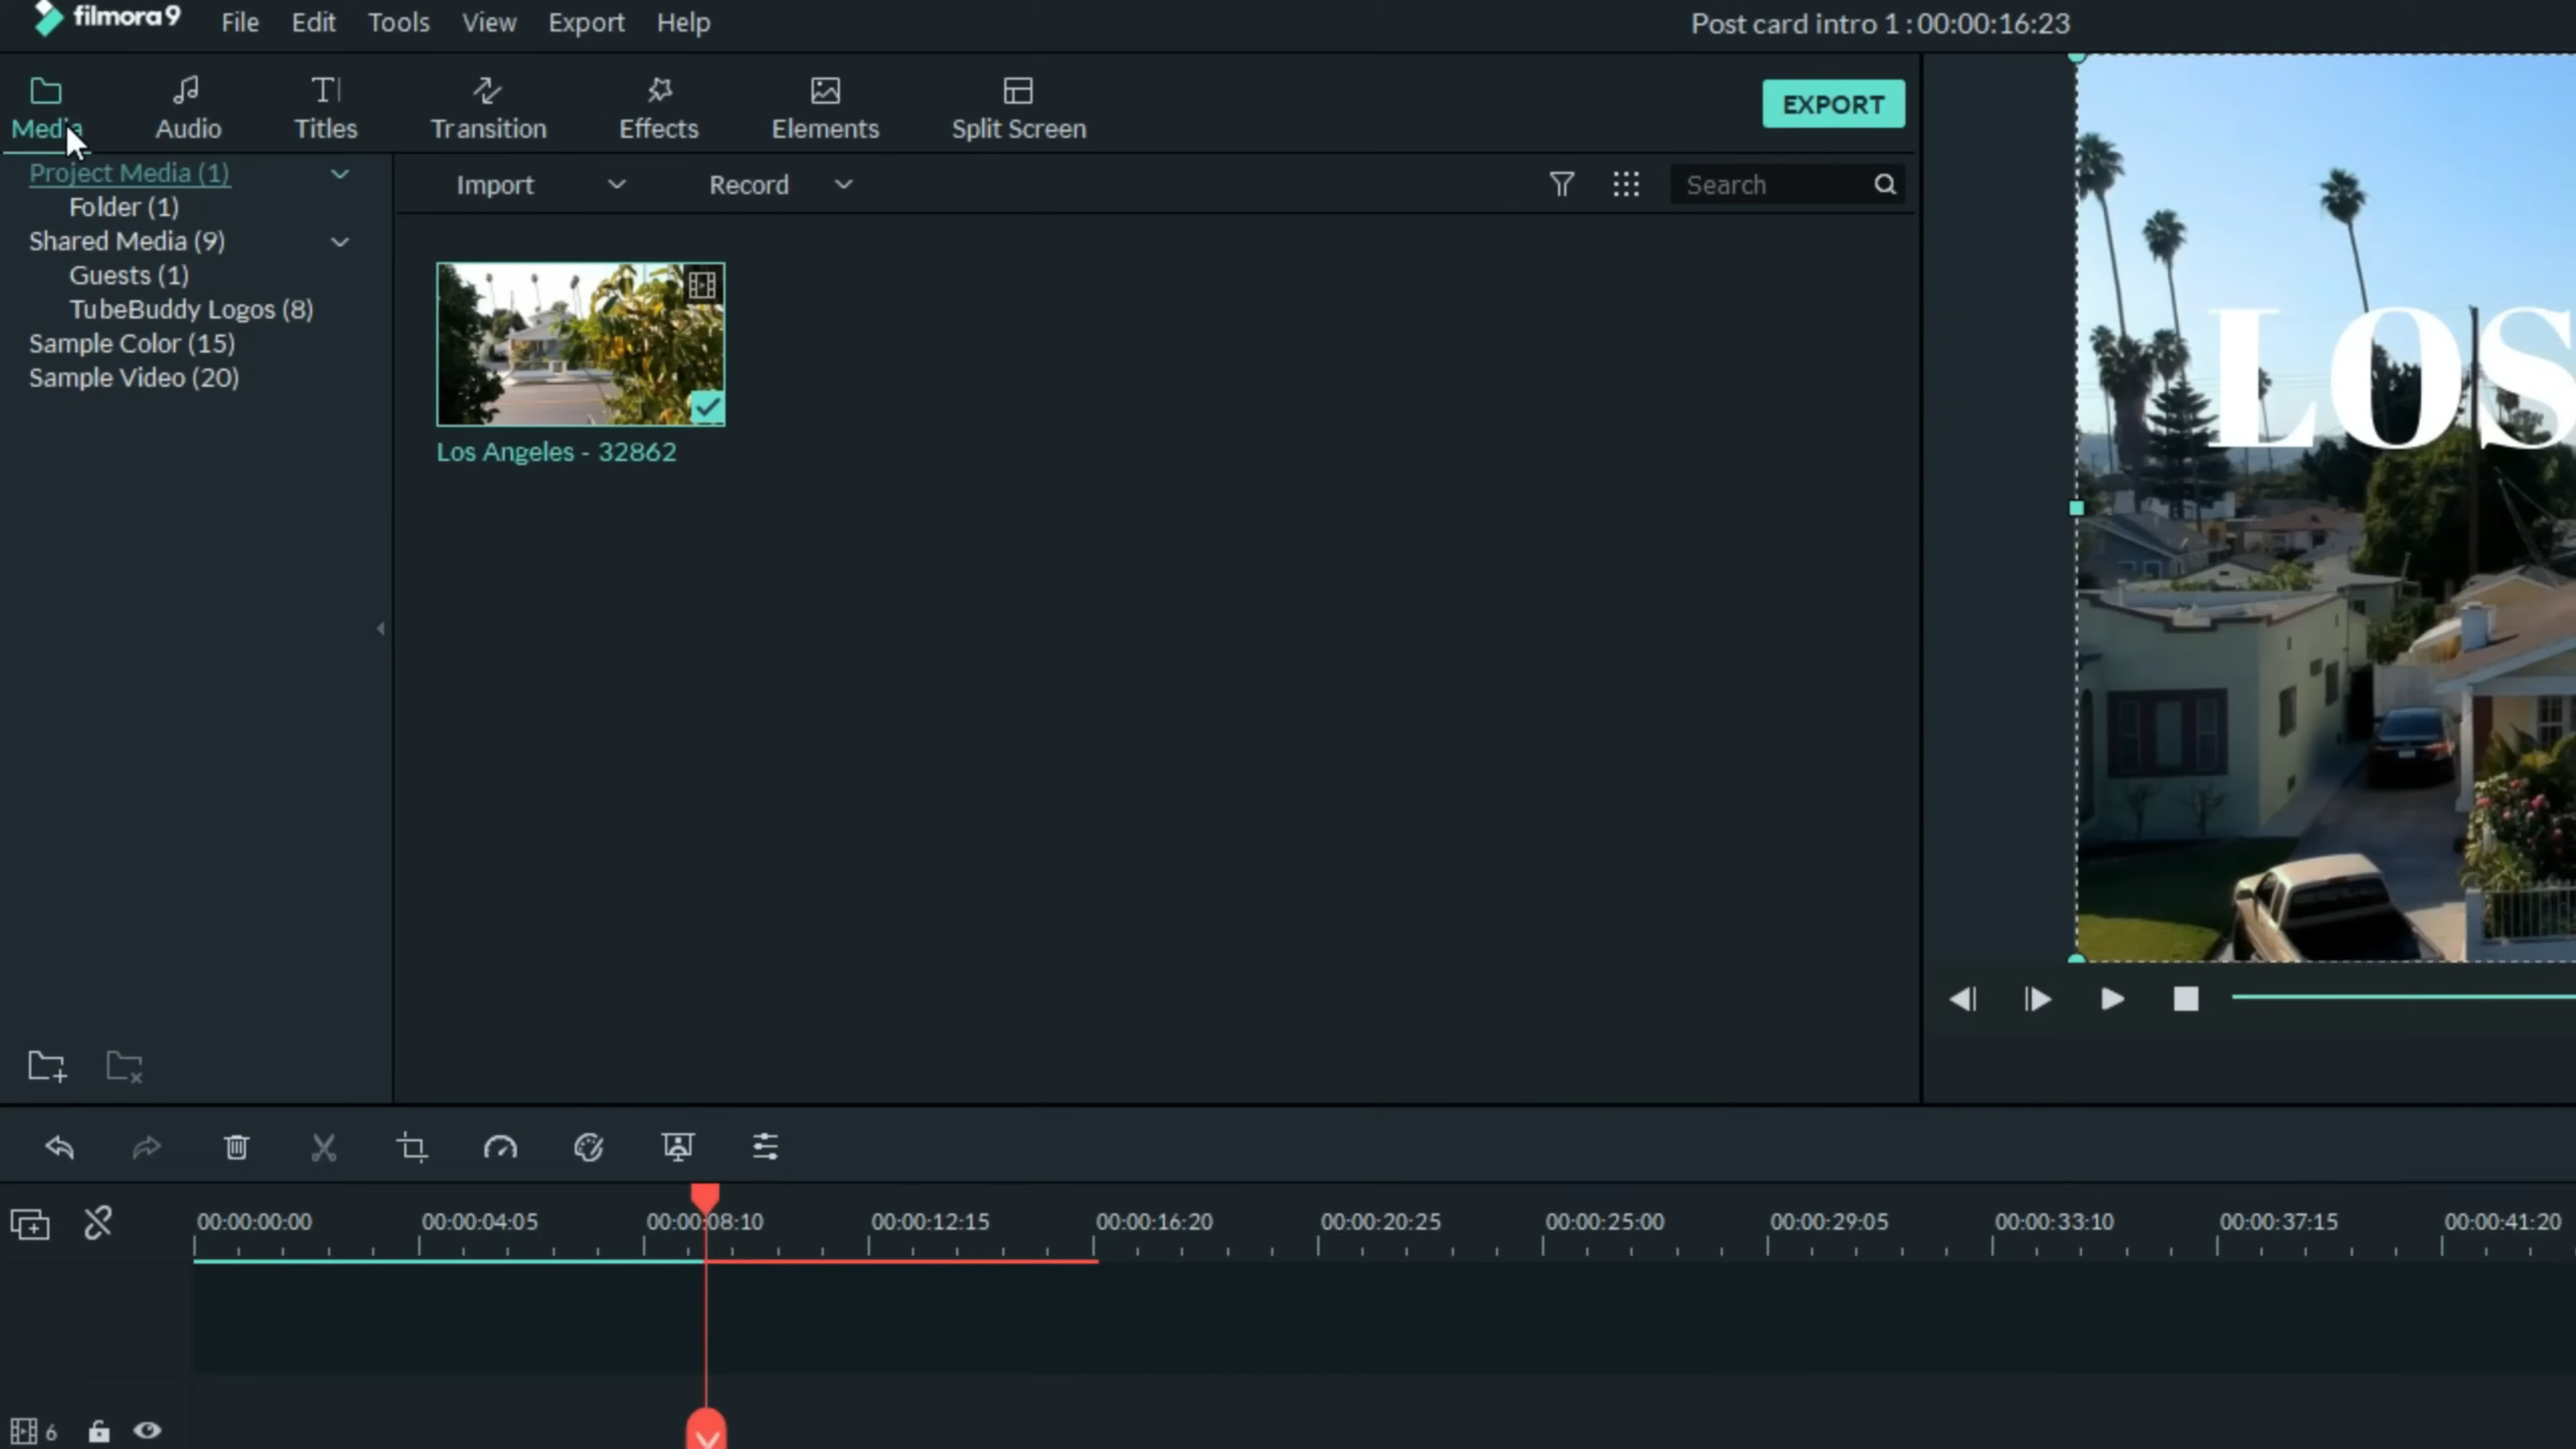 filmora9 File Edit Tools View Export Help Post card intro 1 : 00:00:16:23
Media Audio Titles Transition Effects Elements Split Screen EXPORT
Project Media (1)
Folder (1)
Shared Media (9)
Guests (1)
TubeBuddy Logos (8)
Sample Color (15)
Sample Video (20)
Import Record Search
Los Angeles - 32862
LOS
00:00:00:00 00:00:04:05 00:00:08:10 00:00:12:15 00:00:16:20 00:00:20:25 00:00:25:00 00:00:29:05 00:00:33:10 00:00:37:15 00:00:41:20
6